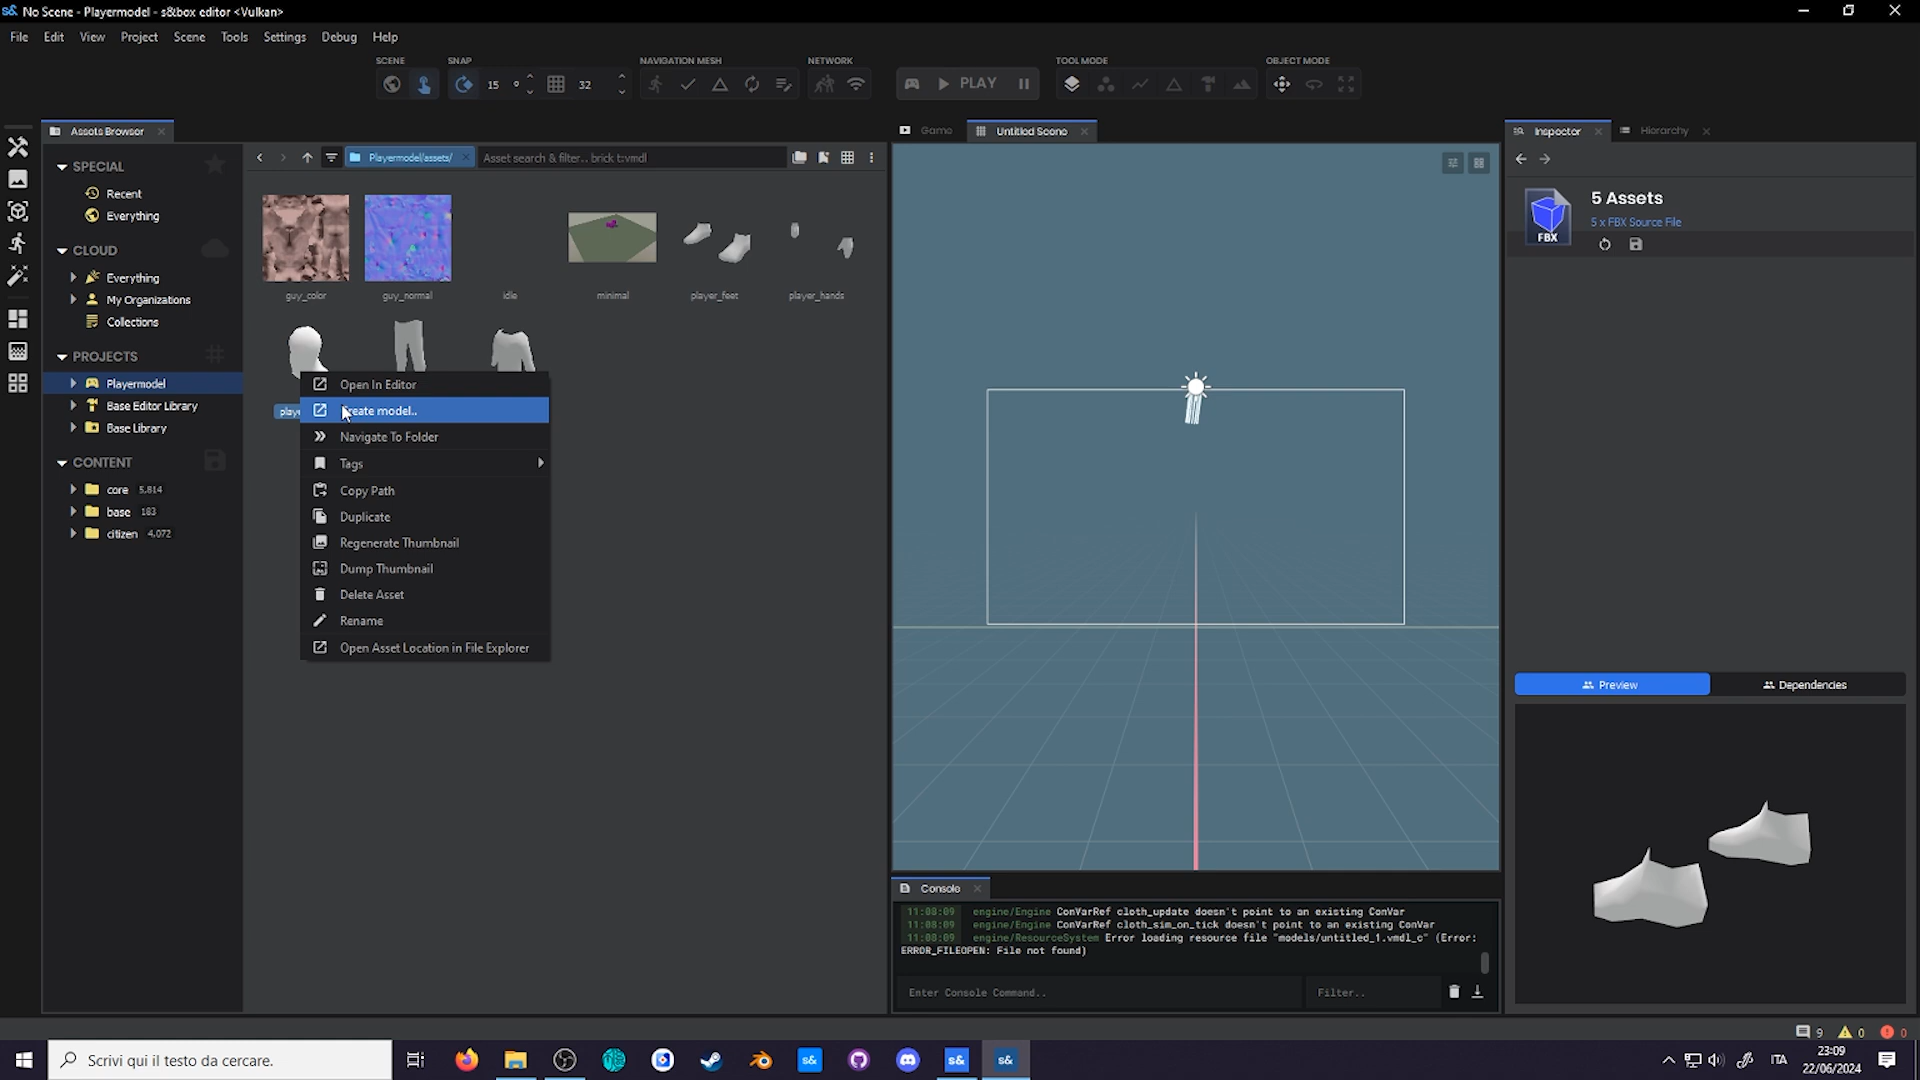 No Scene - Playermodel - s&box editor <Vulkan>
File Edit View Project Scene Tools Settings Debug Help
SCENE SNAP NAVIGATION MESH NETWORK TOOL MODE OBJECT MODE
15 ° 32 PLAY
Assets Browser
Game Untitled Scene
Inspector Hierarchy
SPECIAL
Recent
Everything
CLOUD
Everything
My Organizations
Collections
PROJECTS
Playermodel
Base Editor Library
Base Library
CONTENT
core 5,814
base 183
citizen 4,072
Playermodel/assets/ Asset search & filter.. brick t:vmdl
guy_color guy_normal idle minimal player_feet player_hands
Open In Editor
Create model..
Navigate To Folder
Tags
Copy Path
Duplicate
Regenerate Thumbnail
Dump Thumbnail
Delete Asset
Rename
Open Asset Location in File Explorer
FBX
5 Assets
5 x FBX Source File
Preview Dependencies
Console
11:08:09 engine/Engine ConVarRef cloth_update doesn't point to an existing ConVar
11:08:09 engine/Engine ConVarRef cloth_sim_on_tick doesn't point to an existing ConVar
11:08:09 engine/ResourceSystem Error loading resource file "models/untitled_1.vmdl_c" (Error:
ERROR_FILEOPEN: File not found)
Enter Console Command.. Filter..
9 0 0
Scrivi qui il testo da cercare.
s& s& s&
ITA
23:09
22/06/2024